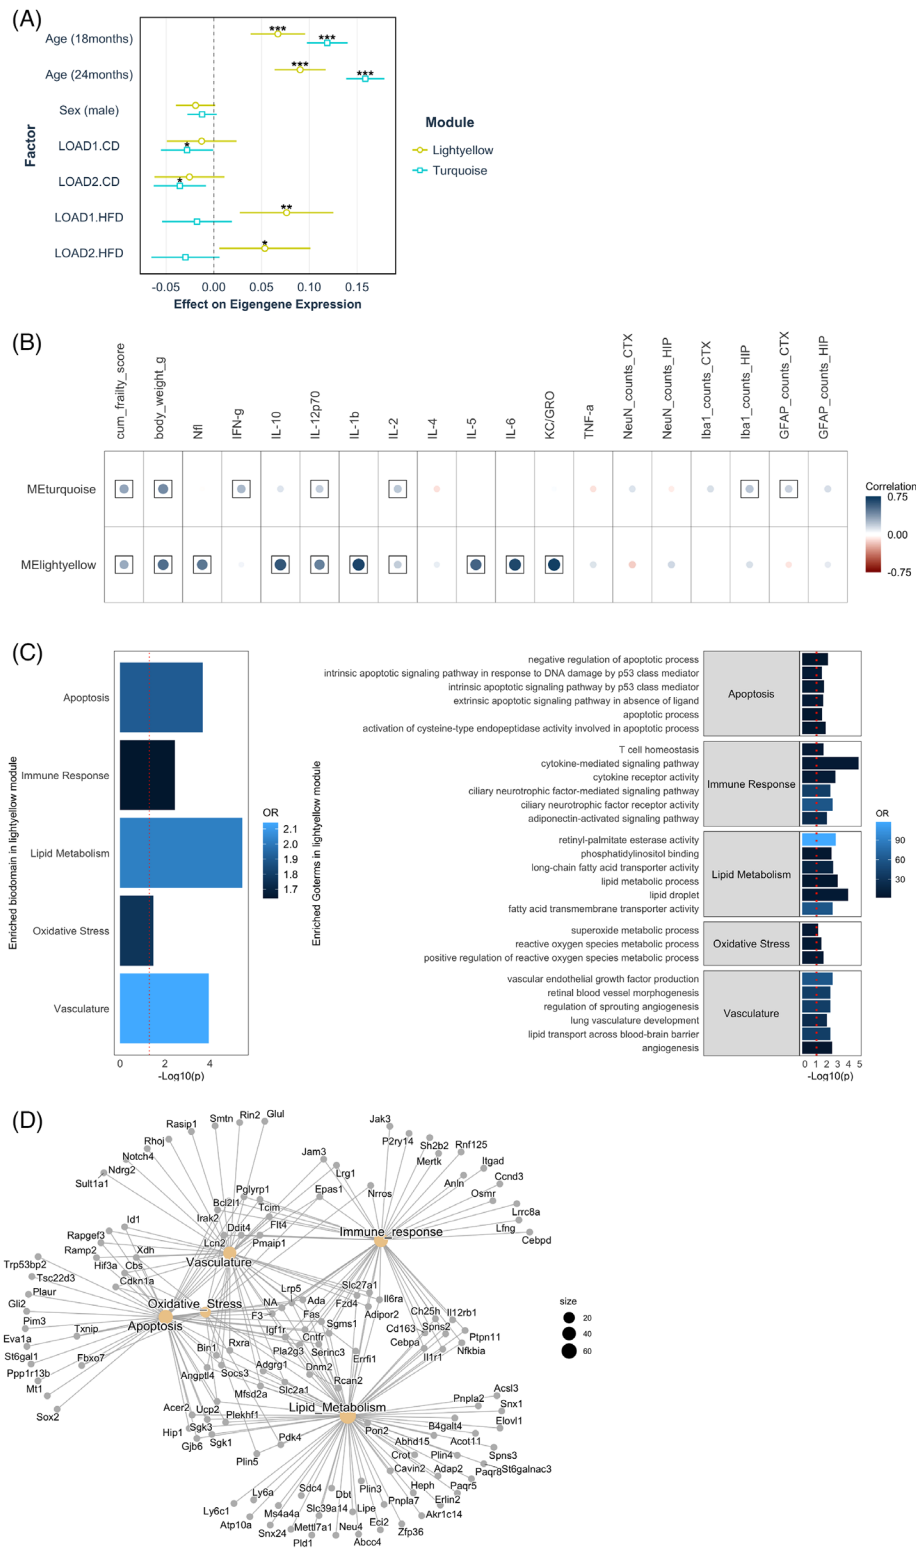 (A)
Age (18months)
***
***
Age (24months)
***
***
Sex (male)
LOAD1.CD
*
LOAD2.CD
*
LOAD1.HFD
**
LOAD2.HFD
*
Factor
-0.05 0.00 0.05 0.10 0.15
Effect on Eigengene Expression
Module
Lightyellow
Turquoise
(B)
cum_frailty_score
body_weight_g
Nfl
IFN-g
IL-10
IL-12p70
IL-1b
IL-2
IL-4
IL-5
IL-6
KC/GRO
TNF-a
NeuN_counts_CTX
NeuN_counts_HIP
Iba1_counts_CTX
Iba1_counts_HIP
GFAP_counts_CTX
GFAP_counts_HIP
MEturquoise
MElightyellow
Correlation
0.75
0.00
-0.75
(C)
Enriched biodomain in lightyellow module
Apoptosis
Immune Response
Lipid Metabolism
Oxidative Stress
Vasculature
0 2 4
-Log10(p)
OR
2.1
2.0
1.9
1.8
1.7
Enriched Goterms in lightyellow module
negative regulation of apoptotic process
intrinsic apoptotic signaling pathway in response to DNA damage by p53 class mediator
intrinsic apoptotic signaling pathway by p53 class mediator
extrinsic apoptotic signaling pathway in absence of ligand
apoptotic process
activation of cysteine-type endopeptidase activity involved in apoptotic process
Apoptosis
T cell homeostasis
cytokine-mediated signaling pathway
cytokine receptor activity
ciliary neurotrophic factor-mediated signaling pathway
ciliary neurotrophic factor receptor activity
adiponectin-activated signaling pathway
Immune Response
retinyl-palmitate esterase activity
phosphatidylinositol binding
long-chain fatty acid transporter activity
lipid metabolic process
lipid droplet
fatty acid transmembrane transporter activity
Lipid Metabolism
superoxide metabolic process
reactive oxygen species metabolic process
positive regulation of reactive oxygen species metabolic process
Oxidative Stress
vascular endothelial growth factor production
retinal blood vessel morphogenesis
regulation of sprouting angiogenesis
lung vasculature development
lipid transport across blood-brain barrier
angiogenesis
Vasculature
0 1 2 3 4 5
-Log10(p)
OR
90
60
30
(D)
Smtn
Rin2
Glul
Rasip1
Rhoj
Notch4
Ndrg2
Sult1a1
Jak3
P2ry14
Sh2b2
Rnf125
Mertk
Itgad
Anln
Ccnd3
Osmr
Lrrc8a
Lfng
Cebpd
Jam3
Lrg1
Epas1
Nrros
Pglyrp1
Bcl2l1
Tcim
Irak2
Ddit4
Flt4
Lcn2
Pmaip1
Immune_response
Vasculature
Id1
Rapgef3
Ramp2
Xdh
Hif3a
Cbs
Cdkn1a
Trp53bp2
Tsc22d3
Plaur
Gli2
Pim3
Eva1a
Txnip
St6gal1
Fbxo7
Ppp1r13b
Mt1
Sox2
Oxidative_Stress
Apoptosis
Lrp5
NA
Ada
F3
Fas
Fzd4
Slc27a1
Il6ra
Adipor2
Sgms1
Igf1r
Cntfr
Pla2g3
Serinc3
Errfi1
Dnm2
Rcan2
Ch25h
Il12rb1
Cd163
Spns2
Cebpa
Ptpn11
Nfkbia
Il1r1
Bin1
Rxra
Adgrg1
Angptl4
Socs3
Mfsd2a
Slc2a1
Acer2
Ucp2
Plekhf1
Hip1
Sgk3
Gjb6
Sgk1
Pdk4
Plin5
Lipid_Metabolism
Pon2
Acsl3
Pnpla2
Snx1
Elovl1
B4galt4
Abhd15
Acot11
Crot
Plin4
Spns3
Cavin2
Adap2
Paqr8
St6galnac3
Heph
Paqr5
Erlin2
Pnpla7
Akr1c14
Zfp36
Plin3
Dbt
Lipe
Eci2
Abcc4
Neu4
Sdc4
Slc39a14
Mettl7a1
Pld1
Ly6a
Ms4a4a
Snx24
Ly6c1
Atp10a
size
20
40
60